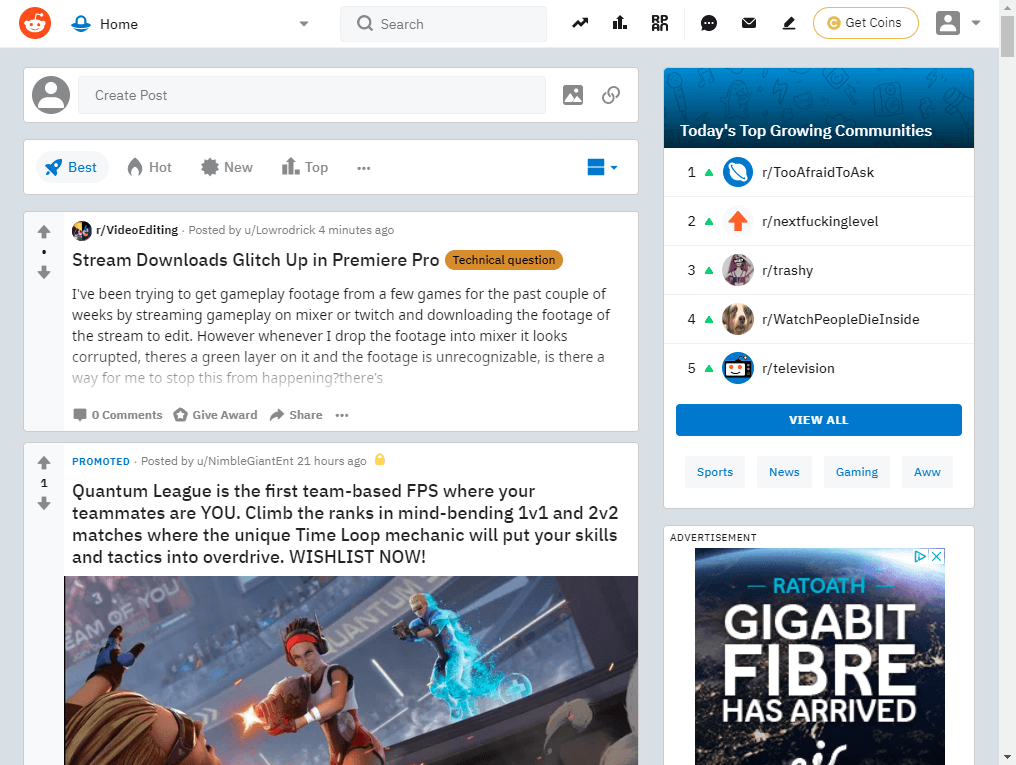 Home
Search
Get Coins
Create Post
Best
Hot
New
Top
r/VideoEditing · Posted by u/Lowrodrick 4 minutes ago
Stream Downloads Glitch Up in Premiere Pro Technical question
I've been trying to get gameplay footage from a few games for the past couple of
weeks by streaming gameplay on mixer or twitch and downloading the footage of
the stream to edit. However whenever I drop the footage into mixer it looks
corrupted, theres a green layer on it and the footage is unrecognizable, is there a
way for me to stop this from happening?there's
0 Comments Give Award Share
PROMOTED · Posted by u/NimbleGiantEnt 21 hours ago
1
Quantum League is the first team-based FPS where your
teammates are YOU. Climb the ranks in mind-bending 1v1 and 2v2
matches where the unique Time Loop mechanic will put your skills
and tactics into overdrive. WISHLIST NOW!
3
EAM OF YOU
QUANTUM
Today's Top Growing Communities
1 r/TooAfraidToAsk
2 r/nextfuckinglevel
3 r/trashy
4 r/WatchPeopleDieInside
5 r/television
VIEW ALL
Sports News Gaming Aww
ADVERTISEMENT
RATOATH
GIGABIT
FIBRE
HAS ARRIVED